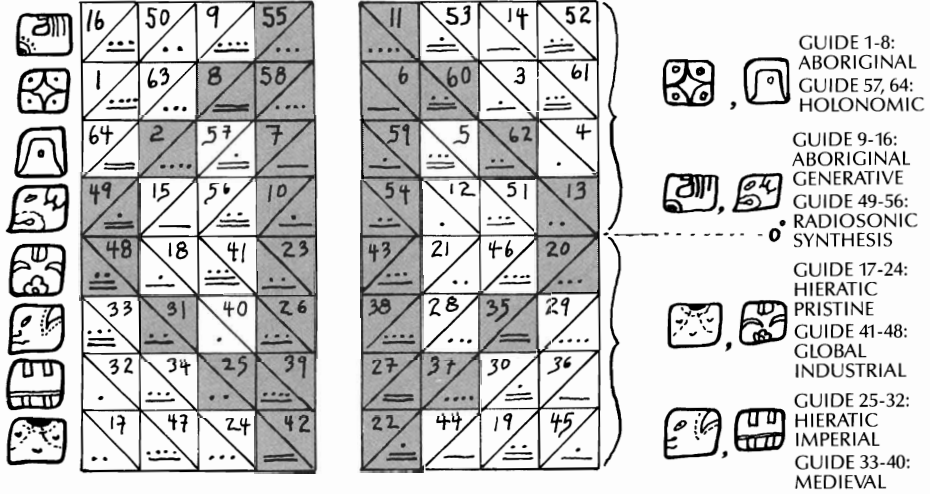 16 50 9 55 11 53 14 52
1 63 8 58 6 60 3 61
64 2 57 7 59 5 62 4
49 15 56 10 54 12 51 13
48 18 41 23 43 21 46 20
33 31 40 26 38 28 35 29
32 34 25 39 27 37 30 36
17 47 24 42 22 44 19 45
GUIDE 1-8:
ABORIGINAL
GUIDE 57, 64:
HOLONOMIC
GUIDE 9-16:
ABORIGINAL
GENERATIVE
GUIDE 49-56:
RADIOSONIC
SYNTHESIS
GUIDE 17-24:
HIERATIC
PRISTINE
GUIDE 41-48:
GLOBAL
INDUSTRIAL
GUIDE 25-32:
HIERATIC
IMPERIAL
GUIDE 33-40:
MEDIEVAL